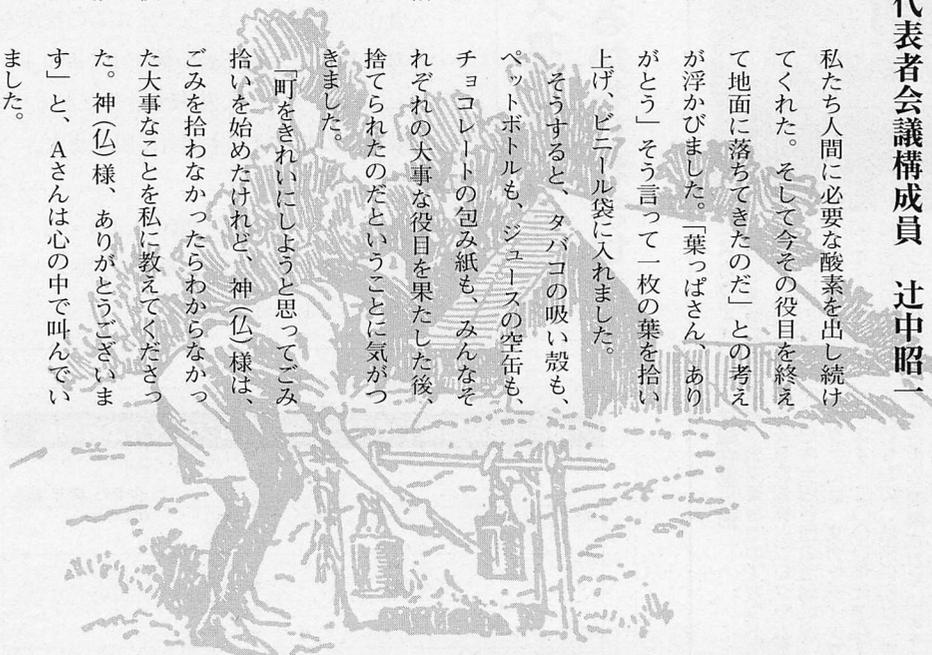 代表者会議構成員　辻中昭一
私たち人間に必要な酸素を出し続け
てくれた。そして今その役目を終え
て地面に落ちてきたのだ」との考え
が浮かびました。「葉っぱさん、あり
がとう」そう言って一枚の葉を拾い
上げ、ビニール袋に入れました。
そうすると、タバコの吸い殻も、
ペットボトルも、ジュースの空缶も、
チョコレートの包み紙も、みんなそ
れぞれの大事な役目を果たした後、
捨てられたのだということに気がつ
きました。
「町をきれいにしようと思ってごみ
拾いを始めたけれど、神（仏）様は、
ごみを拾わなかったらわからなかっ
た大事なことを私に教えてくださっ
た。神（仏）様、ありがとうございま
す」と、Aさんは心の中で叫んでい
ました。